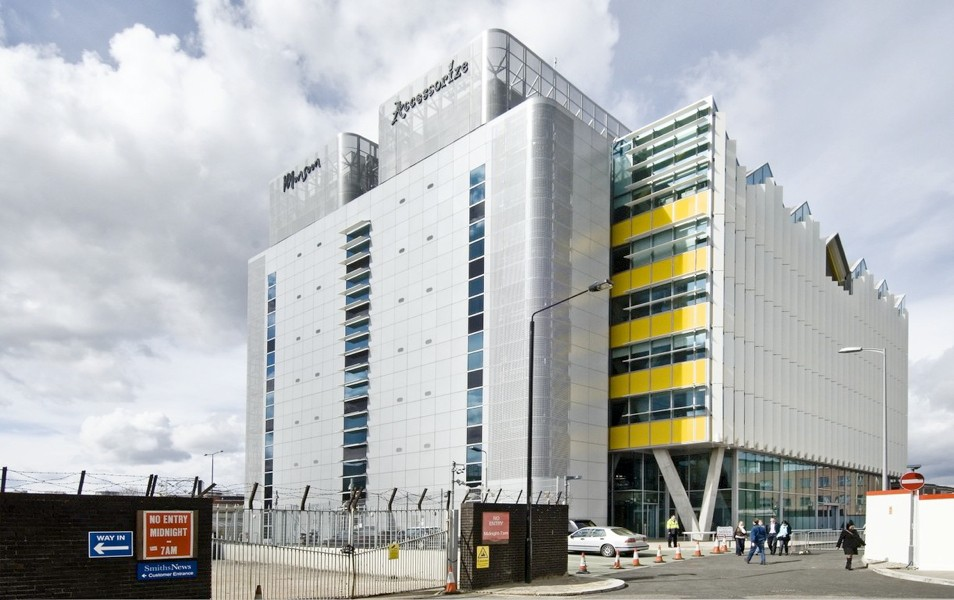 Monsoon
Accessorize
WAY IN
NO ENTRY
MIDNIGHT
- 7AM
SmithsNews
Customer Entrance
NO
ENTRY